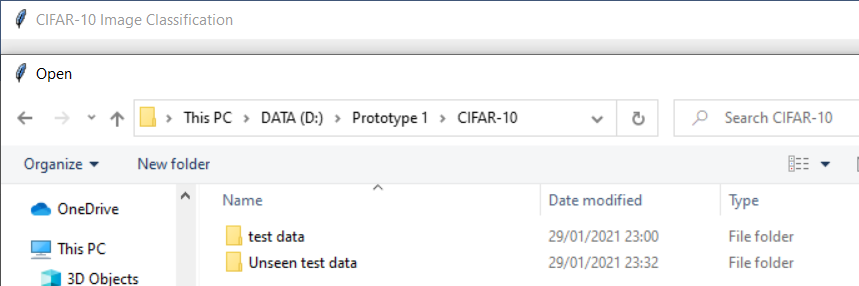 CIFAR-10 Image Classification
Open
This PC > DATA (D:) > Prototype 1 > CIFAR-10
Search CIFAR-10
Organize
New folder
OneDrive
This PC
3D Objects
Name Date modified Type
test data 29/01/2021 23:00 File folder
Unseen test data 29/01/2021 23:32 File folder